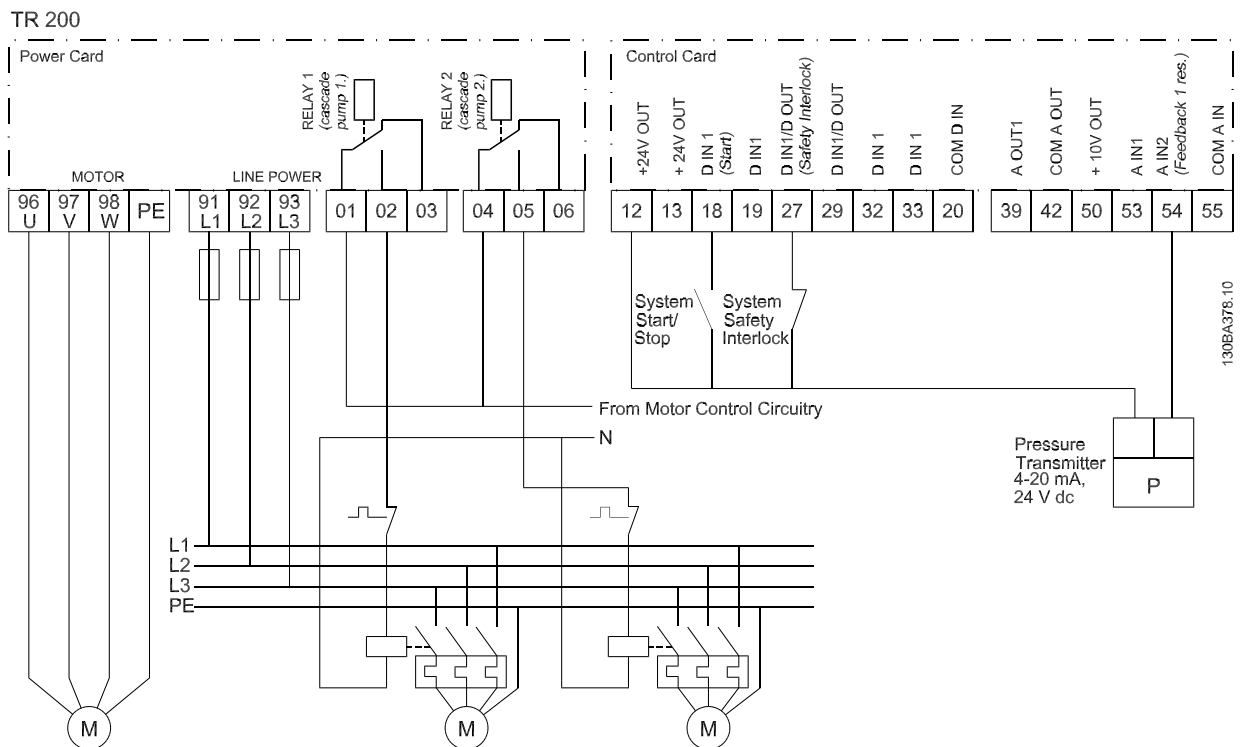 TR 200
Power Card
Control Card
RELAY 1
(cascade
pump 1.)
RELAY 2
(cascade
pump 2.)
+24V OUT
+ 24V OUT
D IN 1
(Start)
D IN1
D IN1/D OUT
(Safety Interlock)
D IN1/D OUT
D IN 1
D IN 1
COM D IN
A OUT1
COM A OUT
+ 10V OUT
A IN1
A IN2
(Feedback 1 res.)
COM A IN
MOTOR
LINE POWER
96 97 98 PE
U V W
91 92 93
L1 L2 L3
01 02 03
04 05 06
12 13 18 19 27 29 32 33 20
39 42 50 53 54 55
System
Start/
Stop
System
Safety
Interlock
130BA378.10
From Motor Control Circuitry
N
Pressure
Transmitter
4-20 mA,
24 V dc
P
L1
L2
L3
PE
M
M
M